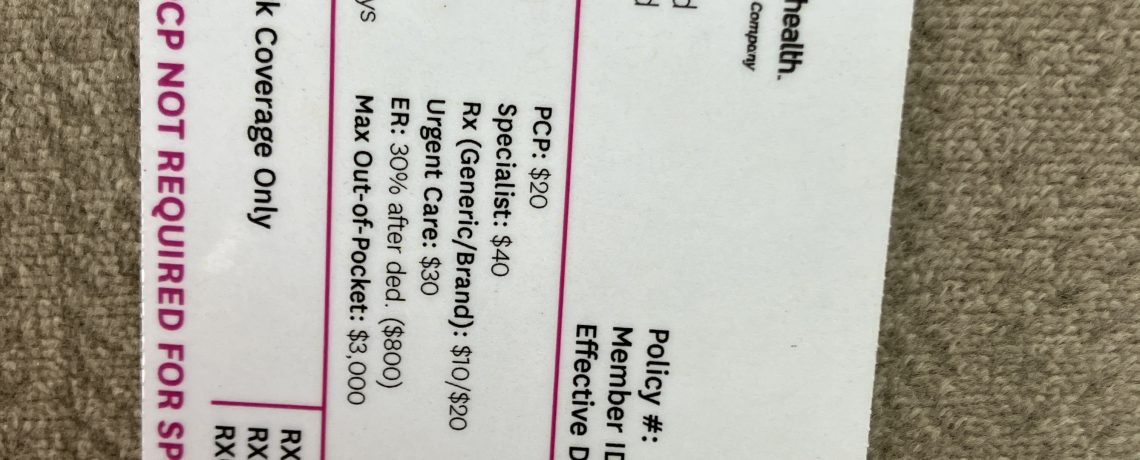 health.
Company
d
d
Policy #:
Member ID
Effective D
PCP: $20
Specialist: $40
Rx (Generic/Brand): $10/$20
Urgent Care: $30
ER: 30% after ded. ($800)
Max Out-of-Pocket: $3,000
ys
k Coverage Only
RX
RX
RX
CP NOT REQUIRED FOR SP